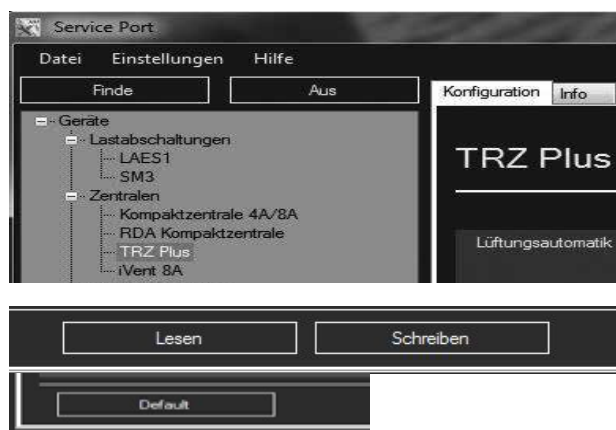 Service Port
Datei Einstellungen Hilfe
Finde Aus
Konfiguration Info
Geräte
Lastabschaltungen
LAES1
SM3
Zentralen
Kompaktzentrale 4A/8A
RDA Kompaktzentrale
TRZ Plus
iVent 8A
TRZ Plus
Lüftungsautomatik
Lesen Schreiben
Default